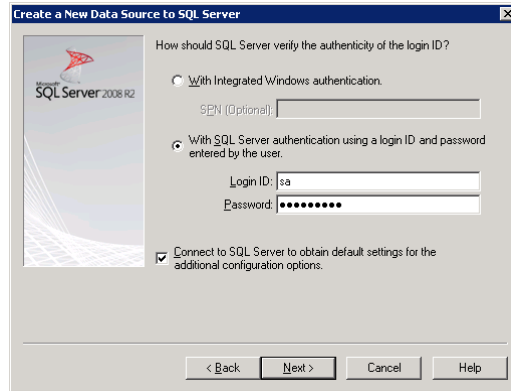 Create a New Data Source to SQL Server
How should SQL Server verify the authenticity of the login ID?
Microsoft
SQL Server 2008 R2
With Integrated Windows authentication.
SPN (Optional):
With SQL Server authentication using a login ID and password
entered by the user.
Login ID: sa
Password: ●●●●●●●●●
Connect to SQL Server to obtain default settings for the
additional configuration options.
< Back Next > Cancel Help